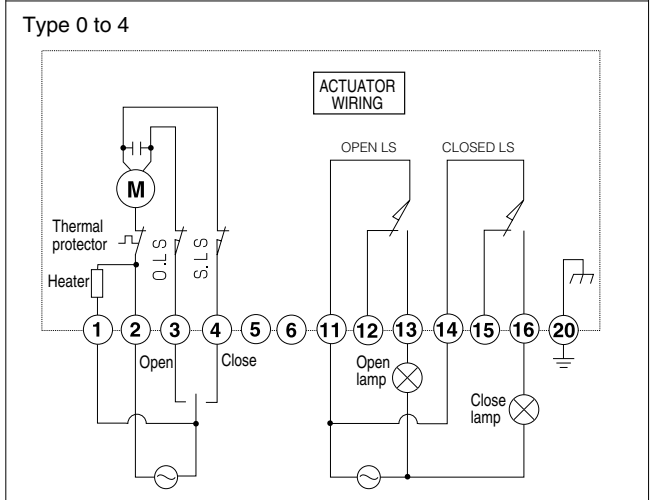 Type 0 to 4
ACTUATOR
WIRING
OPEN LS
CLOSED LS
M
Thermal
protector
O.L S
S.L S
Heater
1 2 3 4 5 6 11 12 13 14 15 16 20
Open
Close
Open
lamp
Close
lamp